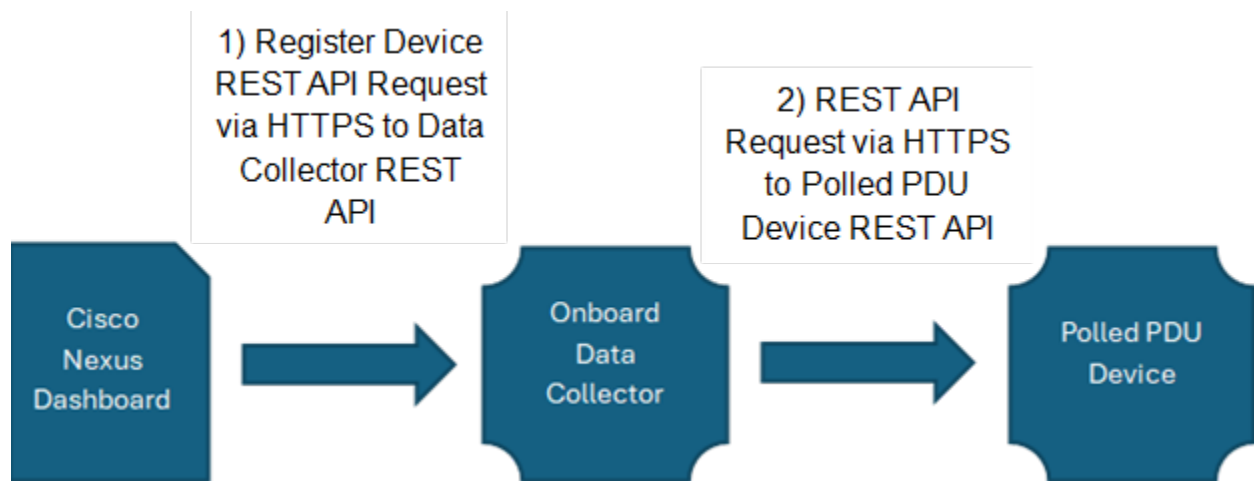 1) Register Device
REST API Request
via HTTPS to Data
Collector REST
API
2) REST API
Request via HTTPS
to Polled PDU
Device REST API
Cisco
Nexus
Dashboard
Onboard
Data
Collector
Polled PDU
Device